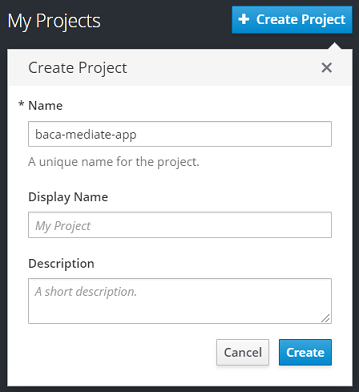 My Projects
+ Create Project
Create Project ×
* Name
baca-mediate-app
A unique name for the project.
Display Name
My Project
Description
A short description.
Cancel Create